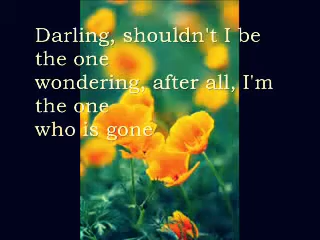 Darling, shouldn't I be
the one
wondering, after all, I'm
the one
who is gone